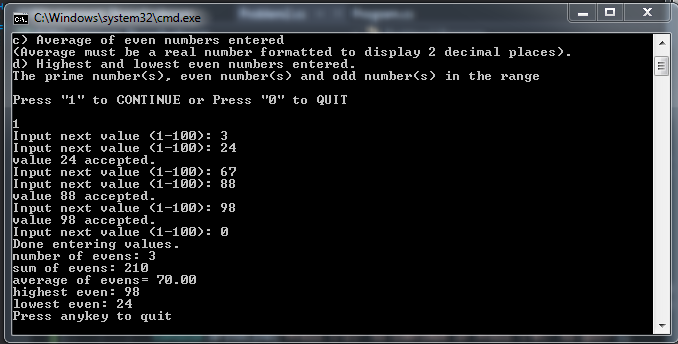 C:\Windows\system32\cmd.exe
c) Average of even numbers entered
(Average must be a real number formatted to display 2 decimal places).
d) Highest and lowest even numbers entered.
The prime number(s), even number(s) and odd number(s) in the range
Press "1" to CONTINUE or Press "0" to QUIT
1
Input next value (1-100): 3
Input next value (1-100): 24
value 24 accepted.
Input next value (1-100): 67
Input next value (1-100): 88
value 88 accepted.
Input next value (1-100): 98
value 98 accepted.
Input next value (1-100): 0
Done entering values.
number of evens: 3
sum of evens: 210
average of evens= 70.00
highest even: 98
lowest even: 24
Press anykey to quit